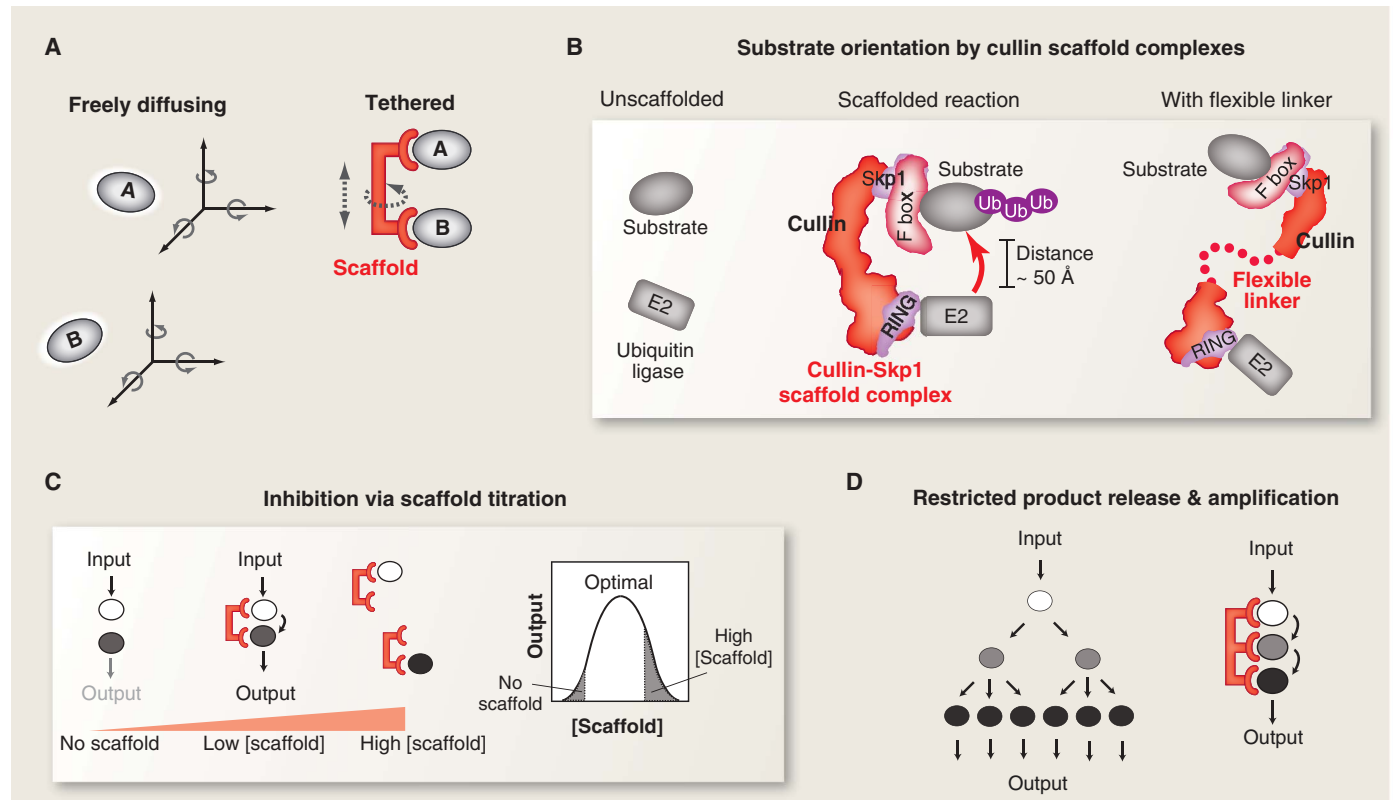 A
Freely diffusing
Tethered
A
B
A
B
Scaffold
B
Substrate orientation by cullin scaffold complexes
Unscaffolded
Scaffolded reaction
With flexible linker
Substrate
E2
Ubiquitin
ligase
Skp1
Substrate
Cullin
F box
Ub
Ub
Ub
Distance
~ 50 Å
RING
E2
Cullin-Skp1
scaffold complex
Substrate
F box
Skp1
Cullin
Flexible
linker
RING
E2
C
Inhibition via scaffold titration
Input
Output
Input
Output
No scaffold
Low [scaffold]
High [scaffold]
Output
Optimal
High
[Scaffold]
No
scaffold
[Scaffold]
D
Restricted product release & amplification
Input
Output
Input
Output